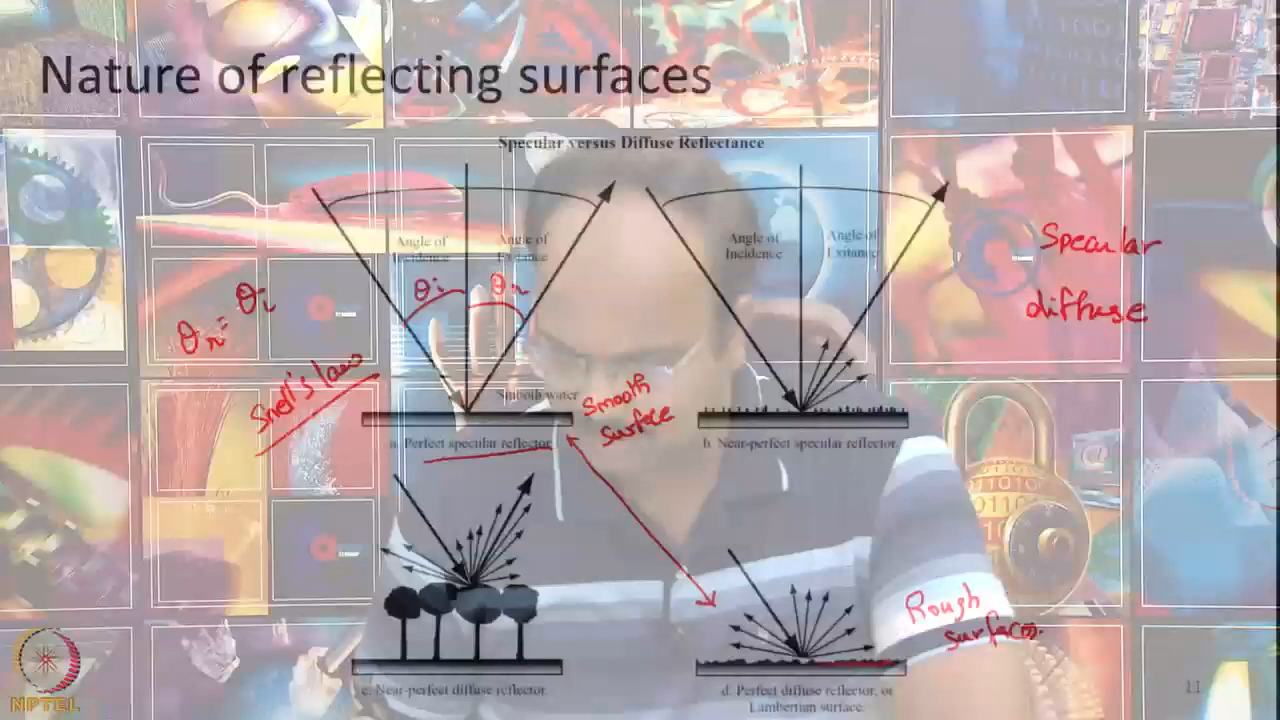 Nature of reflecting surfaces
Specular versus Diffuse Reflectance
Angle of
Incidence
Angle of
Exitance
Angle of
Incidence
Angle of
Exitance
Specular
diffuse
θi
θr
θr = θi
Snell's law
Smooth water
Smooth
surface
a. Perfect specular reflector.
b. Near-perfect specular reflector.
Rough
surfaces.
c. Near-perfect diffuse reflector.
d. Perfect diffuse reflector, or
Lambertian surface.
NPTEL
11